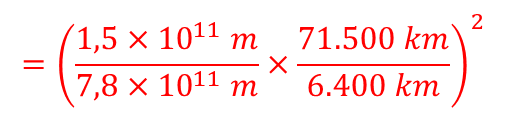 = (1,5 × 10¹¹ m / 7,8 × 10¹¹ m × 71.500 km / 6.400 km)²